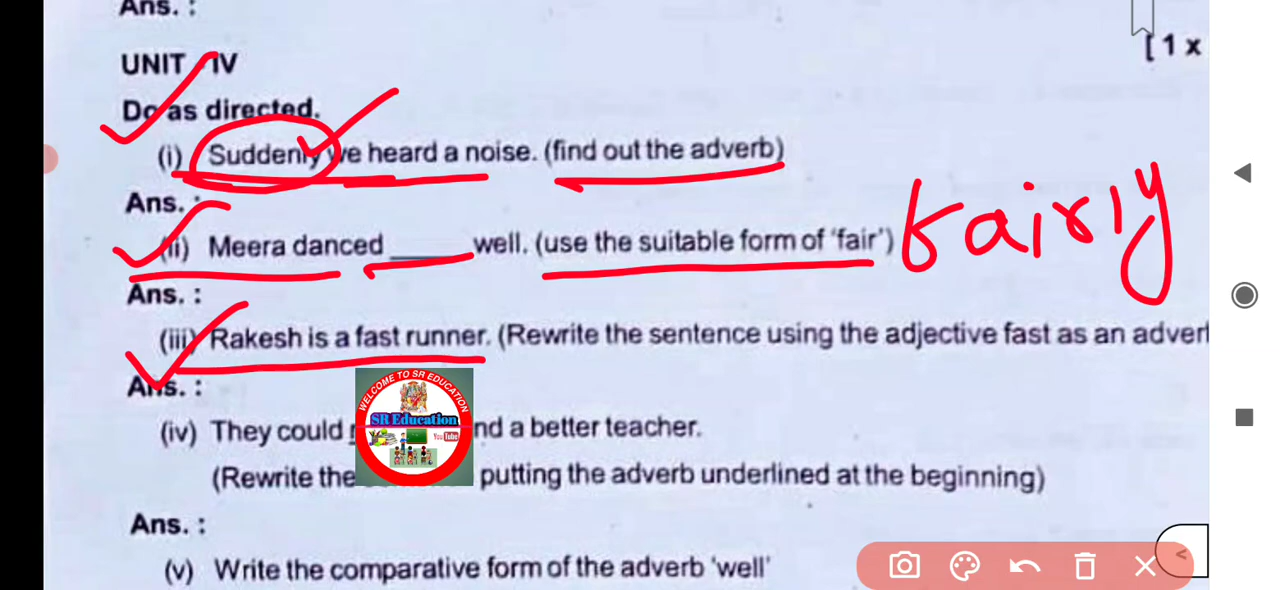 Ans. :
[ 1 x
UNIT IV
Do as directed.
(i) Suddenly we heard a noise. (find out the adverb)
Ans. :
(ii) Meera danced _____ well. (use the suitable form of 'fair') fairly
Ans. :
(iii) Rakesh is a fast runner. (Rewrite the sentence using the adjective fast as an adver
Ans. :
(iv) They could nd a better teacher.
WELCOME TO SR EDUCATION
SR Education
You Tube
(Rewrite the putting the adverb underlined at the beginning)
Ans. :
(v) Write the comparative form of the adverb 'well'